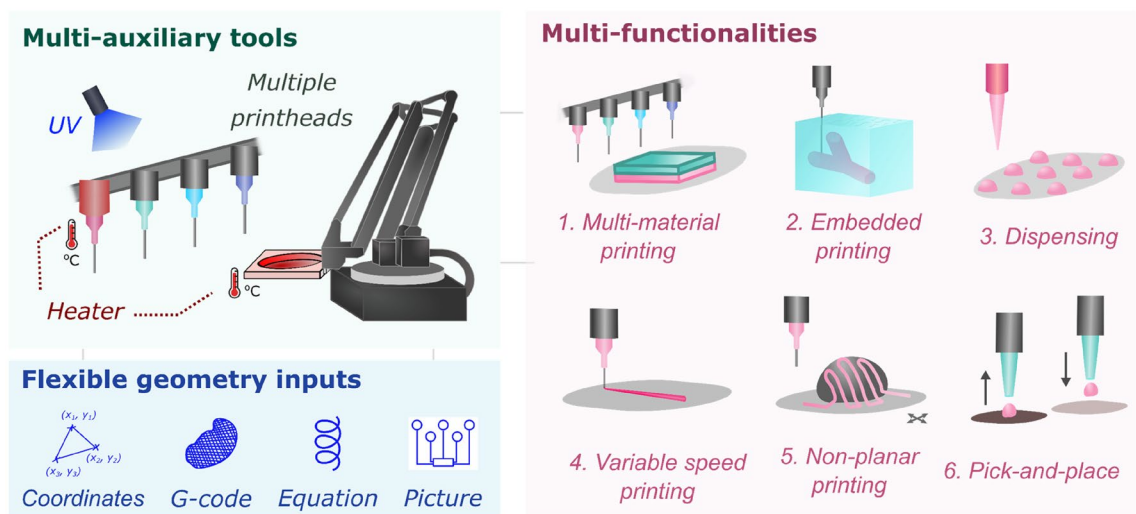 Multi-auxiliary tools
UV
Multiple
printheads
°C
°C
Heater
Flexible geometry inputs
(x₁, y₁)
(x₂, y₂)
(x₃, y₃)
Coordinates
G-code
Equation
Picture
Multi-functionalities
1. Multi-material
printing
2. Embedded
printing
3. Dispensing
4. Variable speed
printing
5. Non-planar
printing
6. Pick-and-place